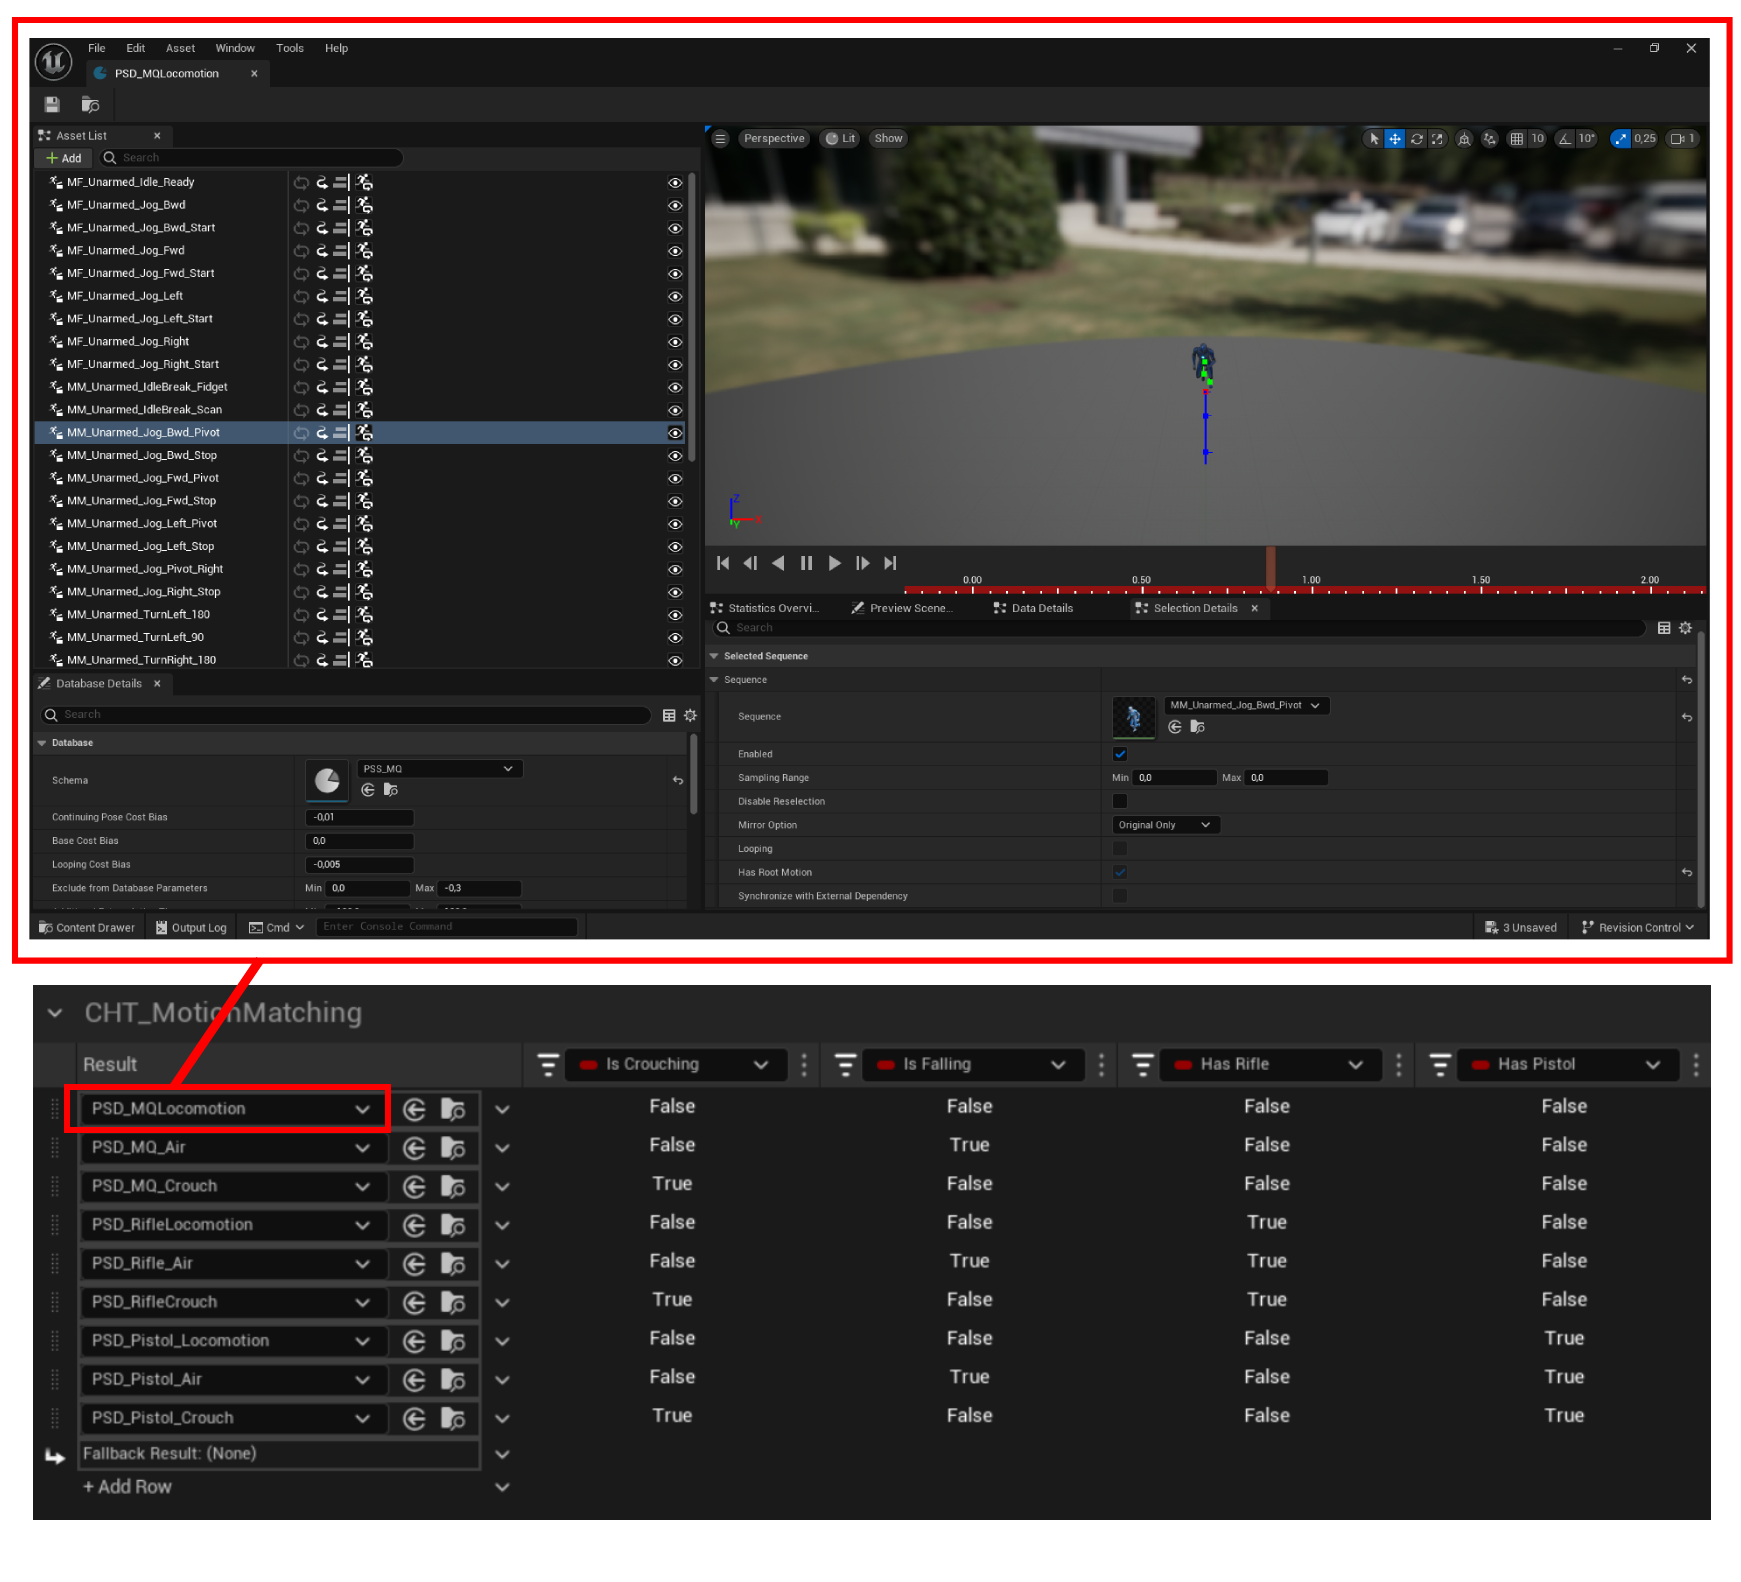 File Edit Asset Window Tools Help
PSD_MQLocomotion
Asset List
+ Add Search
MF_Unarmed_Idle_Ready
MF_Unarmed_Jog_Bwd
MF_Unarmed_Jog_Bwd_Start
MF_Unarmed_Jog_Fwd
MF_Unarmed_Jog_Fwd_Start
MF_Unarmed_Jog_Left
MF_Unarmed_Jog_Left_Start
MF_Unarmed_Jog_Right
MF_Unarmed_Jog_Right_Start
MM_Unarmed_IdleBreak_Fidget
MM_Unarmed_IdleBreak_Scan
MM_Unarmed_Jog_Bwd_Pivot
MM_Unarmed_Jog_Bwd_Stop
MM_Unarmed_Jog_Fwd_Pivot
MM_Unarmed_Jog_Fwd_Stop
MM_Unarmed_Jog_Left_Pivot
MM_Unarmed_Jog_Left_Stop
MM_Unarmed_Jog_Pivot_Right
MM_Unarmed_Jog_Right_Stop
MM_Unarmed_TurnLeft_180
MM_Unarmed_TurnLeft_90
MM_Unarmed_TurnRight_180
Perspective Lit Show 10 10° 0,25 1
Z
X
Y
0.00 0.50 1.00 1.50 2.00
Database Details
Search
Database
Schema PSS_MQ
Continuing Pose Cost Bias -0,01
Base Cost Bias 0,0
Looping Cost Bias -0,005
Exclude from Database Parameters Min 0,0 Max -0,3
Statistics Overvi... Preview Scene... Data Details Selection Details
Search
Selected Sequence
Sequence
Sequence MM_Unarmed_Jog_Bwd_Pivot
Enabled
Sampling Range Min 0,0 Max 0,0
Disable Reselection
Mirror Option Original Only
Looping
Has Root Motion
Synchronize with External Dependency
Content Drawer Output Log Cmd Enter Console Command 3 Unsaved Revision Control
CHT_MotionMatching
Result Is Crouching Is Falling Has Rifle Has Pistol
PSD_MQLocomotion False False False False
PSD_MQ_Air False True False False
PSD_MQ_Crouch True False False False
PSD_RifleLocomotion False False True False
PSD_Rifle_Air False True True False
PSD_RifleCrouch True False True False
PSD_Pistol_Locomotion False False False True
PSD_Pistol_Air False True False True
PSD_Pistol_Crouch True False False True
Fallback Result: (None)
+ Add Row